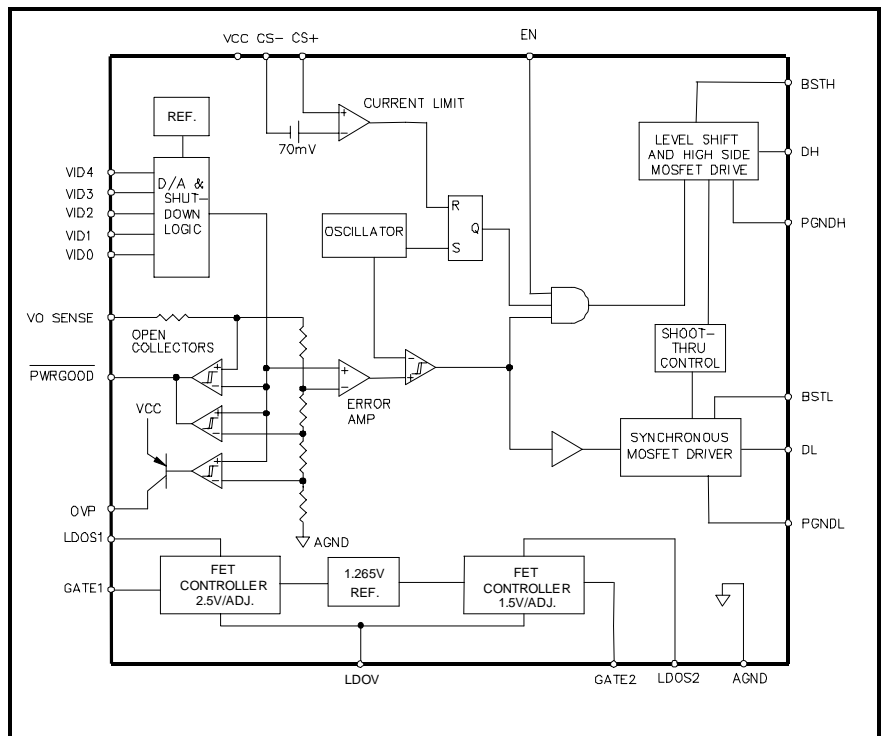 VCC CS- CS+
EN
BSTH
CURRENT LIMIT
REF.
70mV
LEVEL SHIFT
AND HIGH SIDE
MOSFET DRIVE
DH
VID4
VID3
VID2
VID1
VID0
D/A &
SHUT-
DOWN
LOGIC
R
Q
S
OSCILLATOR
PGNDH
VO SENSE
OPEN
COLLECTORS
SHOOT-
THRU
CONTROL
PWRGOOD
+
-
ERROR
AMP
VCC
BSTL
SYNCHRONOUS
MOSFET DRIVER
DL
OVP
PGNDL
LDOS1
AGND
GATE1
FET
CONTROLLER
2.5V/ADJ.
1.265V
REF.
FET
CONTROLLER
1.5V/ADJ.
LDOV
GATE2
LDOS2
AGND